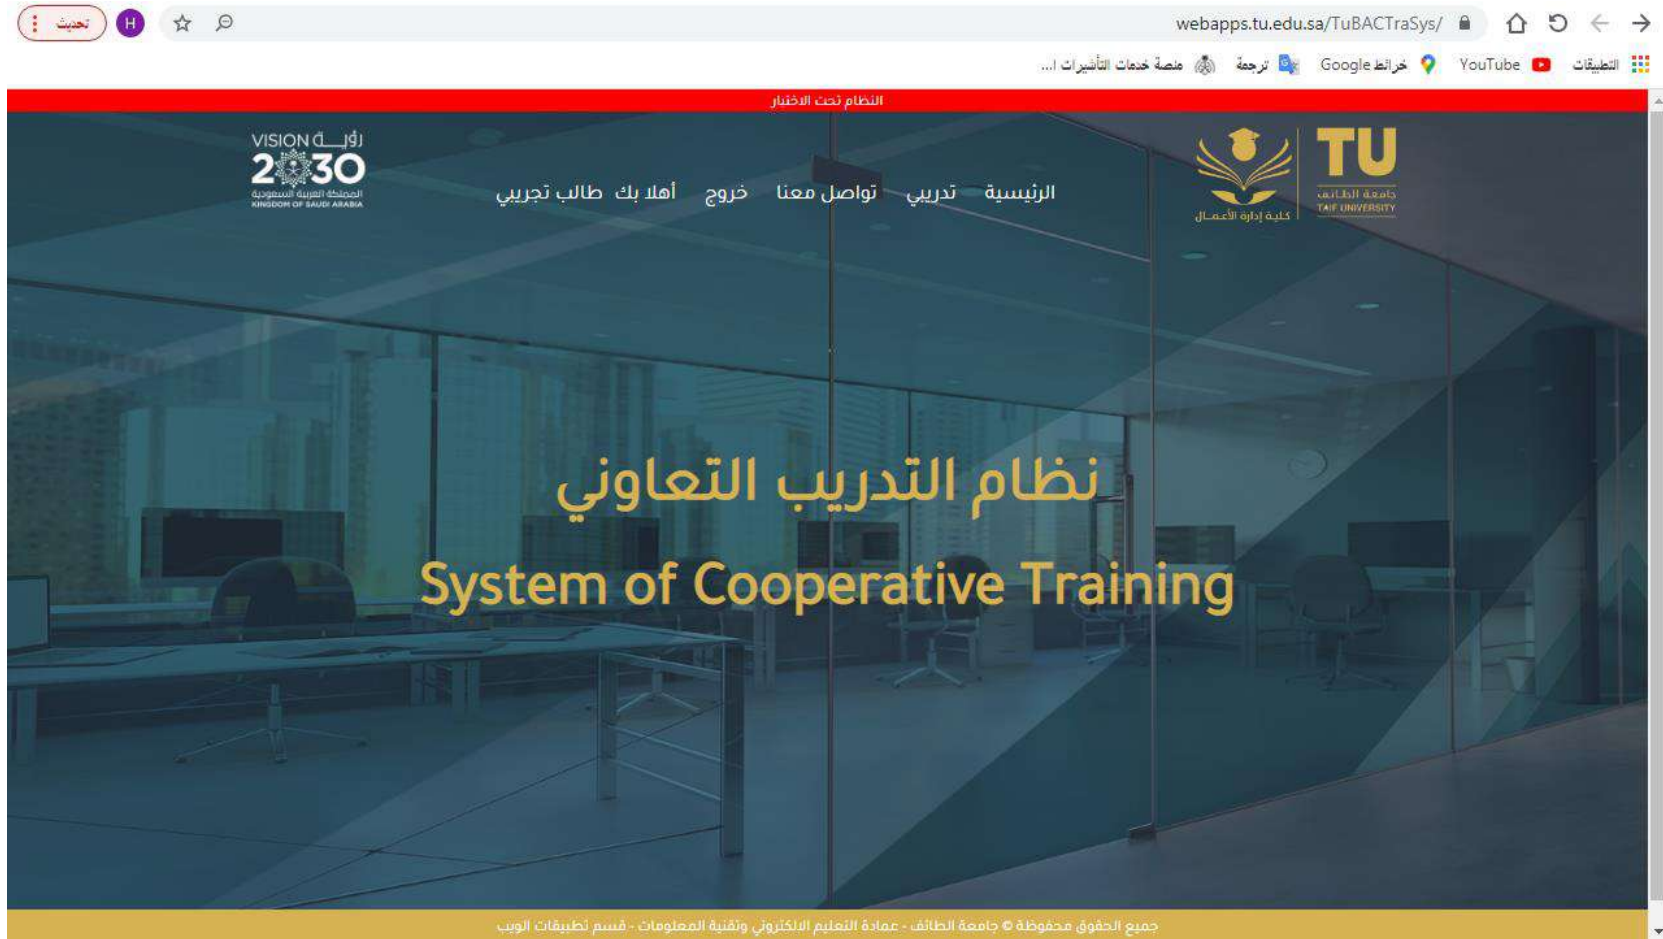 تحديث
H
webapps.tu.edu.sa/TuBACTraSys/
التطبيقات YouTube خرائط Google ترجمة منصة خدمات التأشيرات ا...
النظام تحت الاختبار
TU
جامعة الطائف
TAIF UNIVERSITY
كلية إدارة الأعمال
الرئيسية تدريبي تواصل معنا خروج أهلا بك طالب تجريبي
VISION رؤيــة
2030
المملكة العربية السعودية
KINGDOM OF SAUDI ARABIA
نظام التدريب التعاوني
System of Cooperative Training
جميع الحقوق محفوظة © جامعة الطائف - عمادة التعليم الالكتروني وتقنية المعلومات - قسم تطبيقات الويب